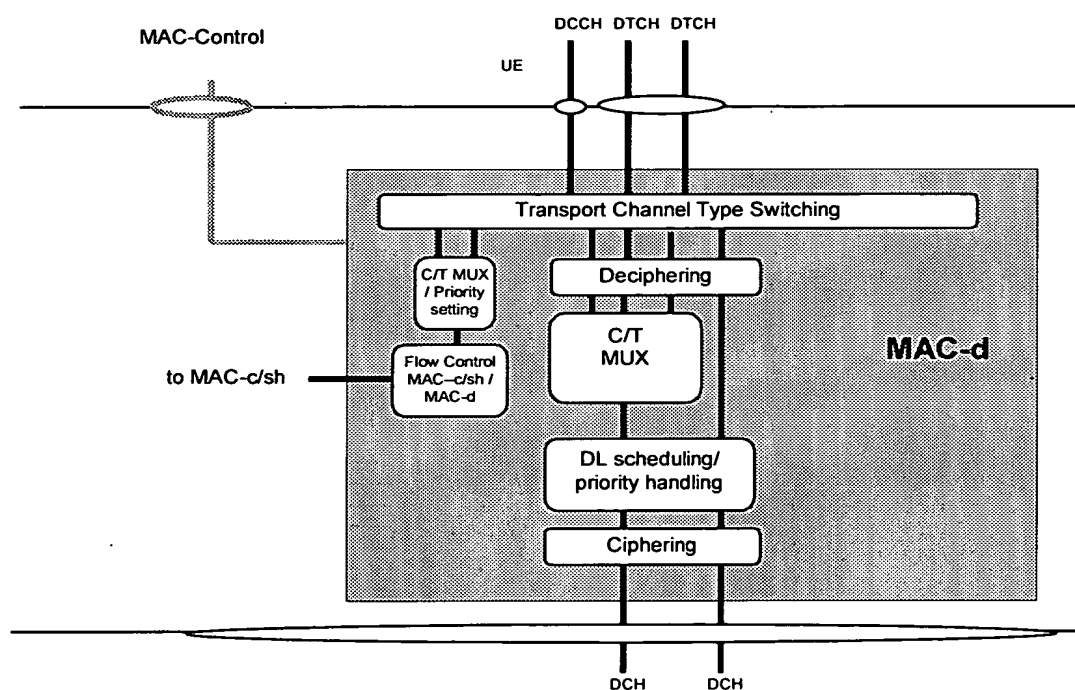 DCCH DTCH DTCH
MAC-Control
UE
Transport Channel Type Switching
C/T MUX
/ Priority
setting
Deciphering
C/T
MUX
MAC-d
to MAC-c/sh
Flow Control
MAC–c/sh /
MAC-d
DL scheduling/
priority handling
Ciphering
DCH DCH